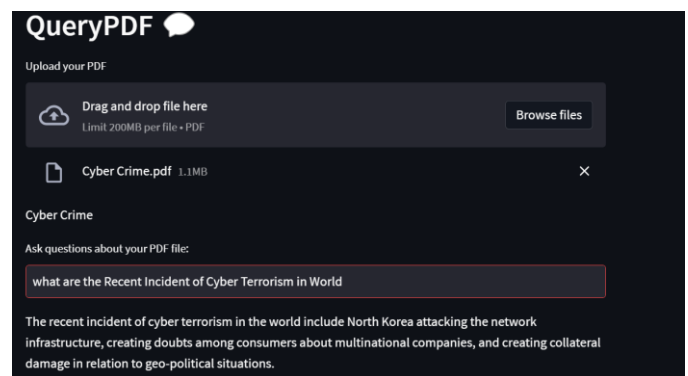 QueryPDF 💬
Upload your PDF
Drag and drop file here
Limit 200MB per file • PDF
Browse files
Cyber Crime.pdf 1.1MB
Cyber Crime
Ask questions about your PDF file:
what are the Recent Incident of Cyber Terrorism in World
The recent incident of cyber terrorism in the world include North Korea attacking the network
infrastructure, creating doubts among consumers about multinational companies, and creating collateral
damage in relation to geo-political situations.